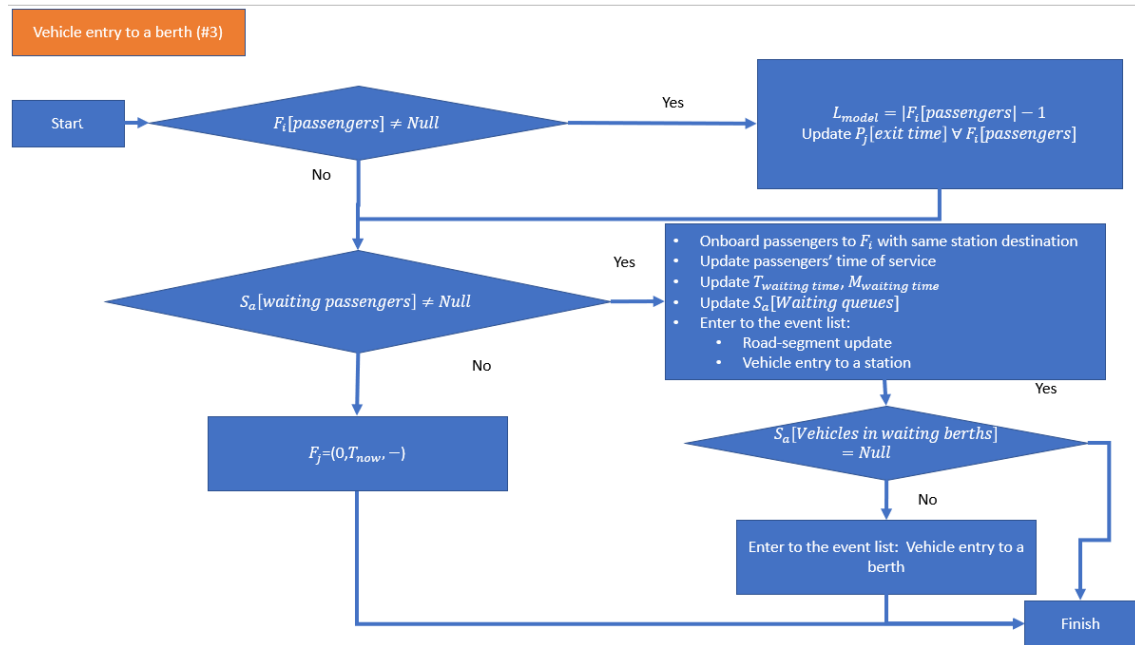 Vehicle entry to a berth (#3)
Start
F_i[passengers] ≠ Null
Yes
L_model = |F_i[passengers| − 1
Update P_j[exit time] ∀ F_i[passengers]
No
S_a[waiting passengers] ≠ Null
Yes
• Onboard passengers to F_i with same station destination
• Update passengers' time of service
• Update T_waiting time, M_waiting time
• Update S_a[Waiting queues]
• Enter to the event list:
• Road-segment update
• Vehicle entry to a station
No
Yes
F_j=(0,T_now, −)
S_a[Vehicles in waiting berths]
= Null
No
Enter to the event list: Vehicle entry to a
berth
Finish